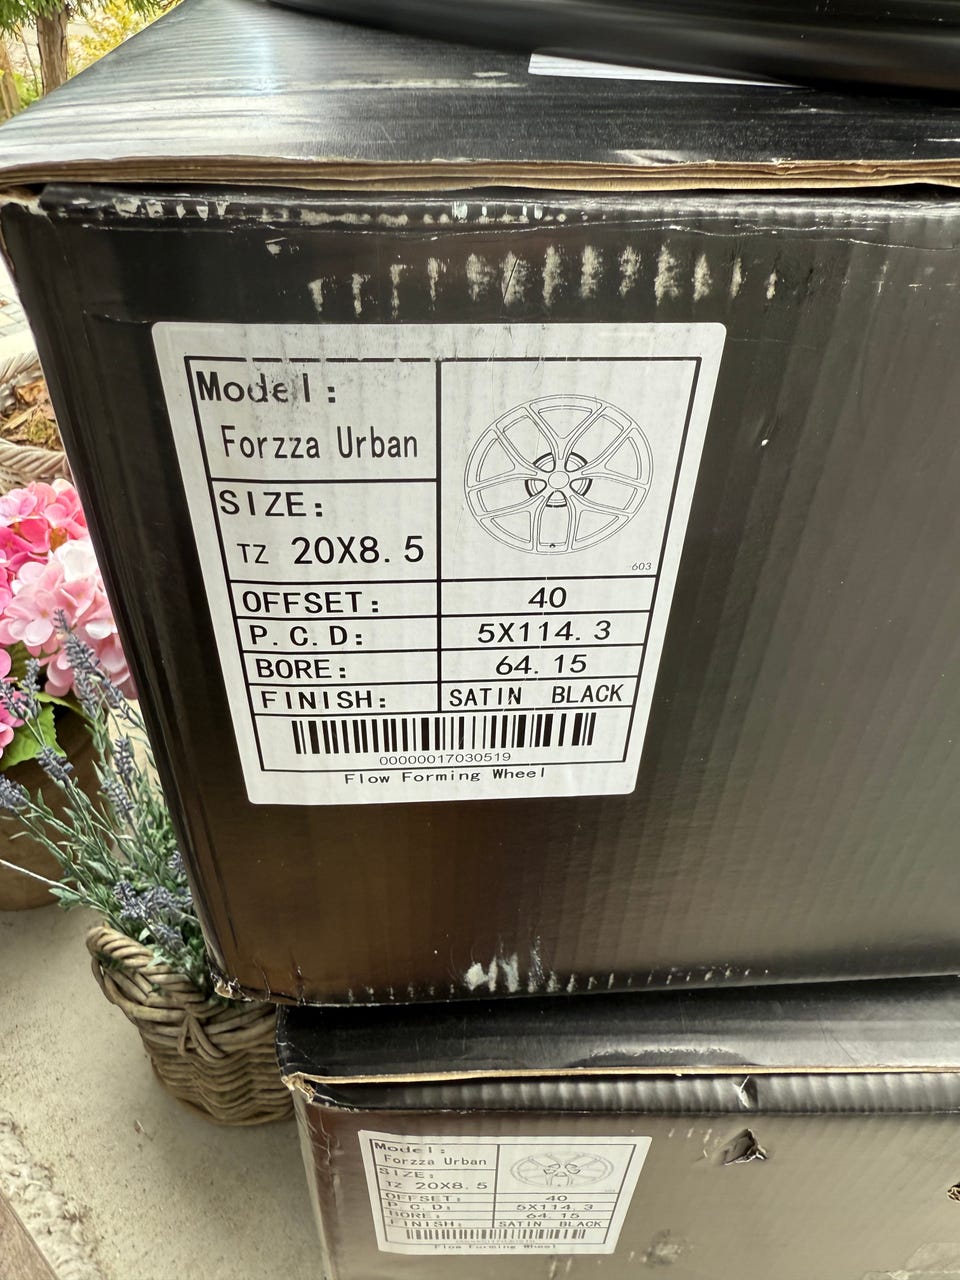 Model:
Forzza Urban
SIZE:
TZ 20X8.5
603
OFFSET: 40
P.C.D: 5X114.3
BORE: 64.15
FINISH: SATIN BLACK
00000017030519
Flow Forming Wheel
Model:
Forzza Urban
SIZE:
TZ 20X8.5
OFFSET: 40
P.C.D: 5X114.3
BORE: 64.15
FINISH: SATIN BLACK
Flow Forming Wheel